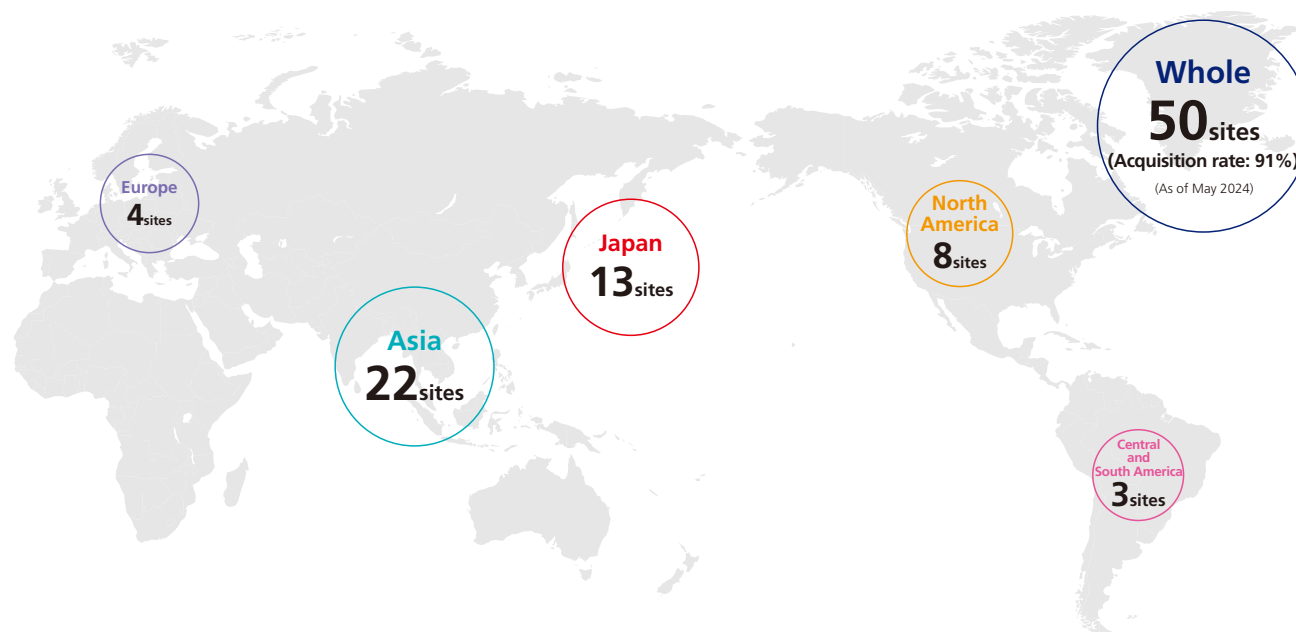 Whole
50sites
(Acquisition rate: 91%)
(As of May 2024)
Europe
4sites
North
America
8sites
Japan
13sites
Asia
22sites
Central
and
South America
3sites